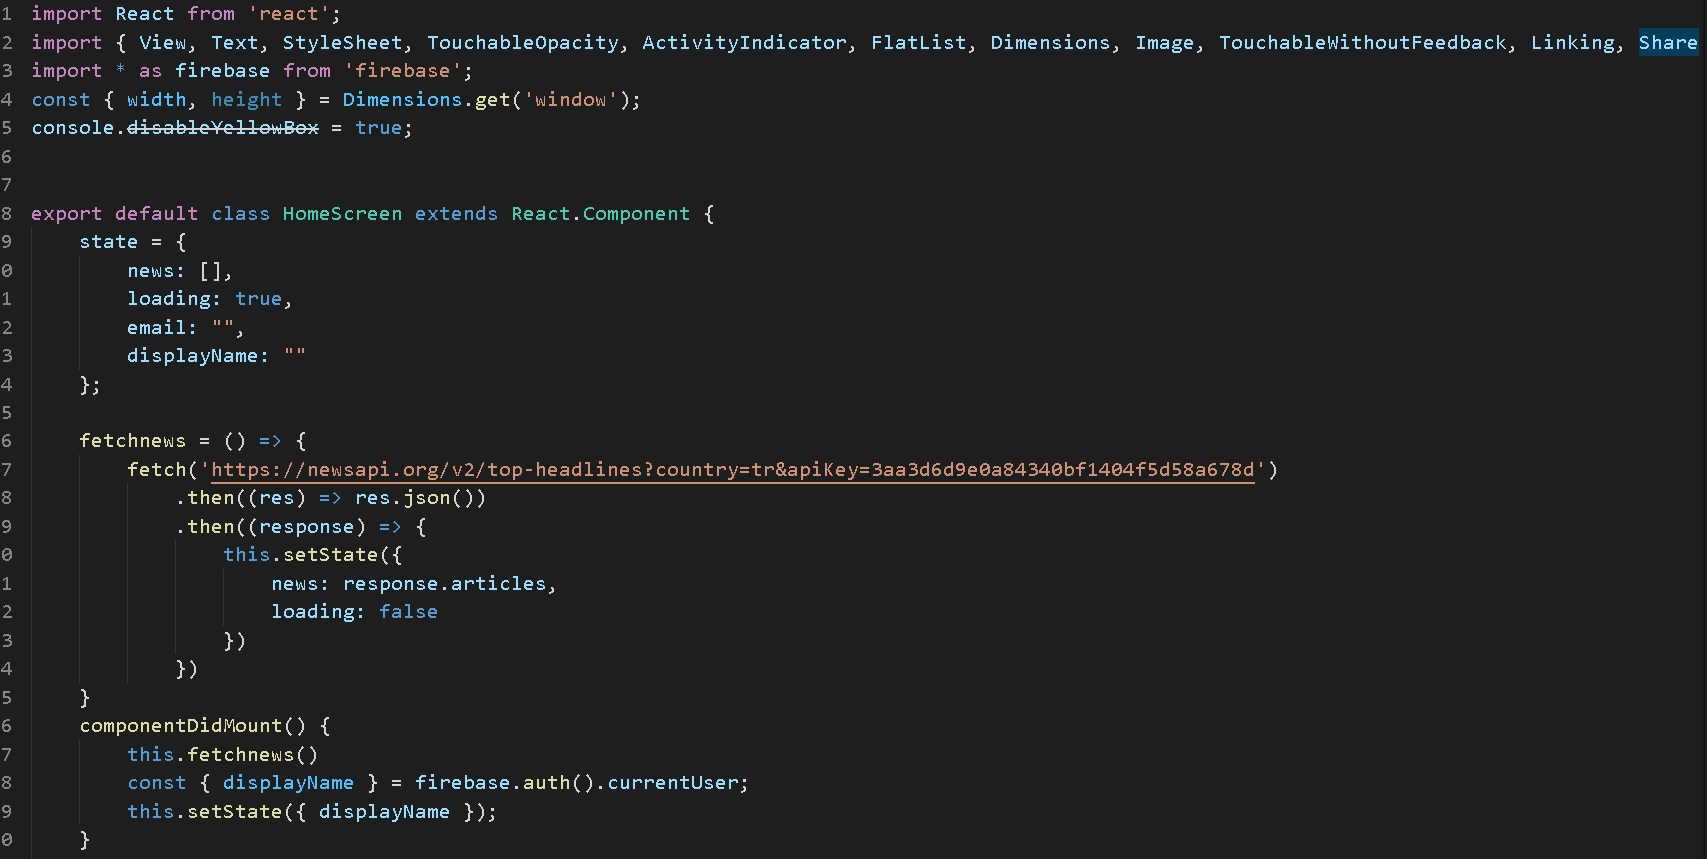 1 import React from 'react';
2 import { View, Text, StyleSheet, TouchableOpacity, ActivityIndicator, FlatList, Dimensions, Image, TouchableWithoutFeedback, Linking, Share
3 import * as firebase from 'firebase';
4 const { width, height } = Dimensions.get('window');
5 console.disableYellowBox = true;
6
7
8 export default class HomeScreen extends React.Component {
9     state = {
0         news: [],
1         loading: true,
2         email: "",
3         displayName: ""
4     };
5
6     fetchnews = () => {
7         fetch('https://newsapi.org/v2/top-headlines?country=tr&apiKey=3aa3d6d9e0a84340bf1404f5d58a678d')
8             .then((res) => res.json())
9             .then((response) => {
0                 this.setState({
1                     news: response.articles,
2                     loading: false
3                 })
4             })
5     }
6     componentDidMount() {
7         this.fetchnews()
8         const { displayName } = firebase.auth().currentUser;
9         this.setState({ displayName });
0     }